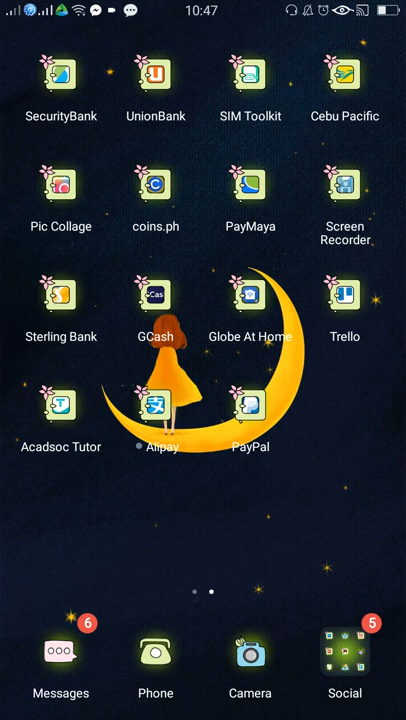 10:47
SecurityBank
UnionBank
SIM Toolkit
Cebu Pacific
Pic Collage
coins.ph
PayMaya
Screen
Recorder
Sterling Bank
GCash
Globe At Home
Trello
Acadsoc Tutor
Alipay
PayPal
6
5
Messages
Phone
Camera
Social